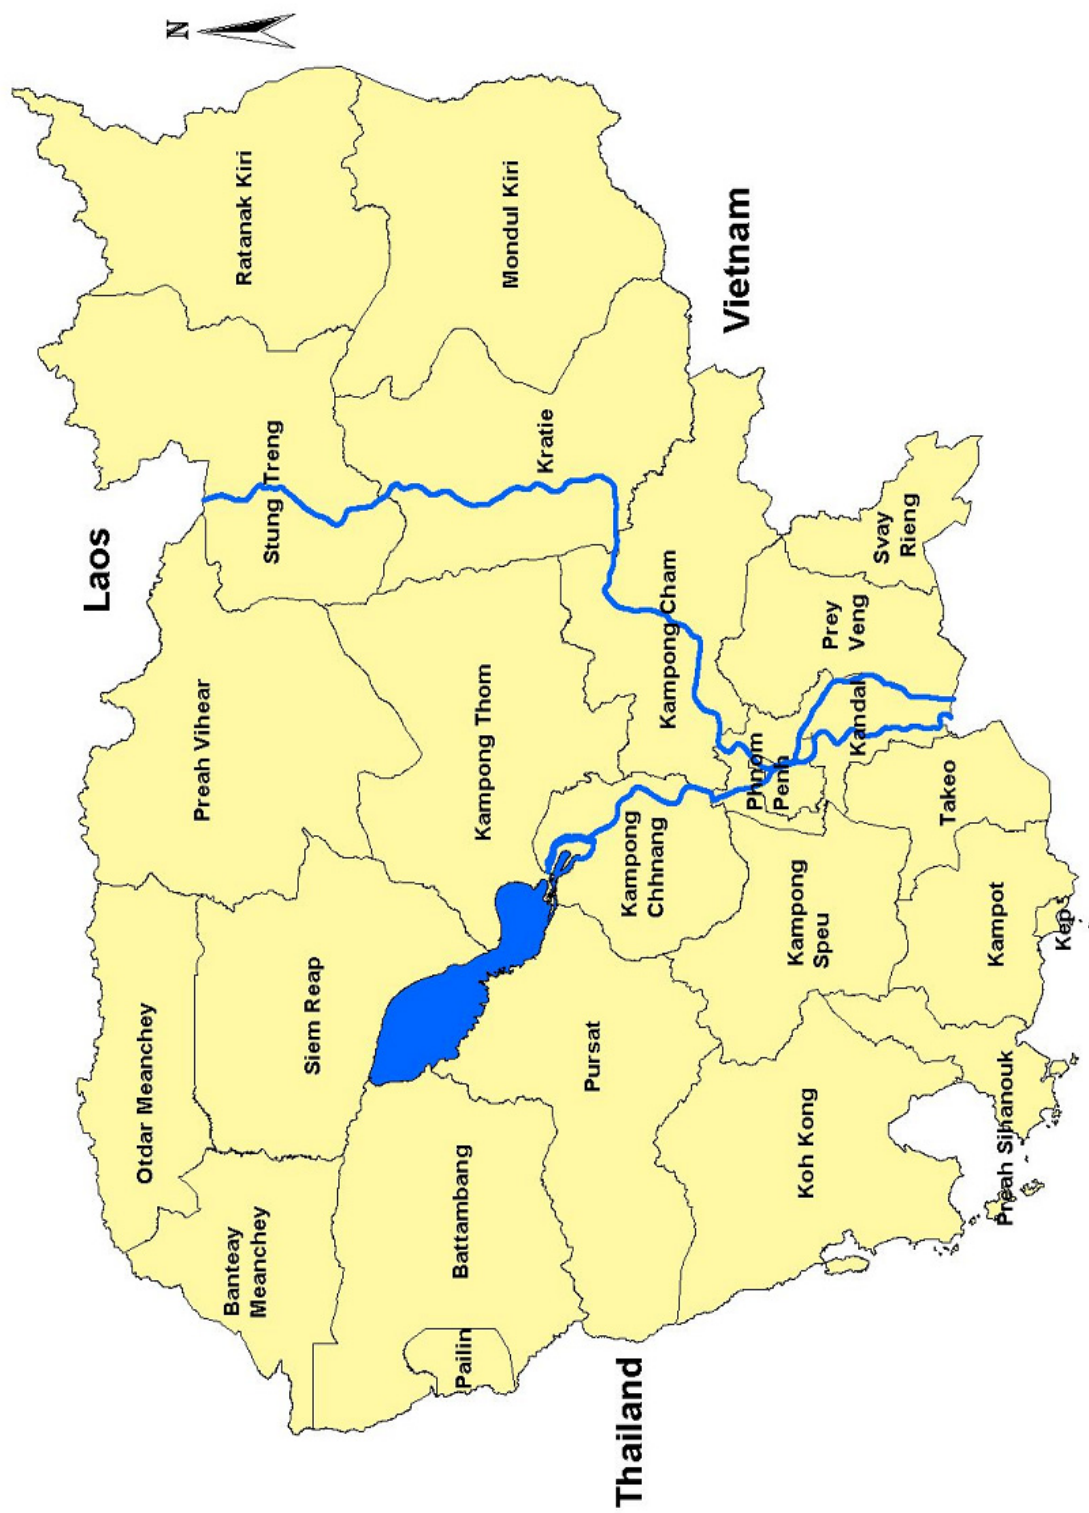 Laos
Otdar Meanchey
N
Preah Vihear
Banteay
Meanchey
Ratanak Kiri
Stung Treng
Siem Reap
Battambang
Pailin
Kampong Thom
Mondul Kiri
Kratie
Pursat
Thailand
Kampong
Chhnang
Kampong Cham
Vietnam
Phnom
Penh
Kampong
Speu
Koh Kong
Prey
Veng
Kandal
Svay
Rieng
Takeo
Kampot
Preah Sihanouk
Kep